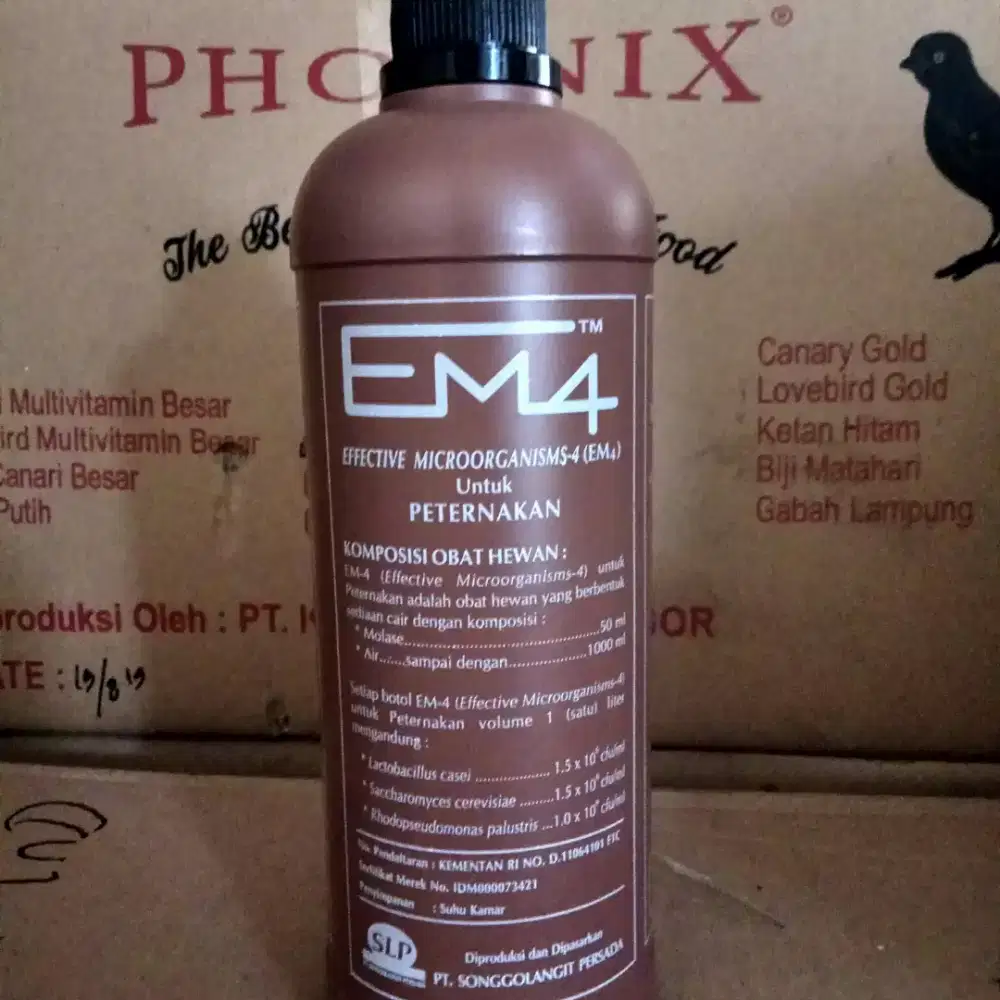 PHOENIX®
The Be
ood
Multivitamin Besar
ird Multivitamin Besar
Canari Besar
Putih
Canary Gold
Lovebird Gold
Ketan Hitam
Biji Matahari
Gabah Lampung
roduksi Oleh : PT.
OR
TE : 19/8 19
EM4™
EFFECTIVE MICROORGANISMS-4 (EM4)
Untuk
PETERNAKAN
KOMPOSISI OBAT HEWAN :
EM-4 (Effective Microorganisms-4) untuk
Peternakan adalah obat hewan yang berbentuk
sediaan cair dengan komposisi :
* Molase..........................................50 ml
* Air.......sampai dengan.................1000 ml
Setiap botol EM-4 (Effective Microorganisms-4)
untuk Peternakan volume 1 (satu) liter
mengandung :
* Lactobacillus casei .................. 1.5 x 10⁶ cfu/ml
* Saccharomyces cerevisiae .........1.5 x 10⁶ cfu/ml
* Rhodopseudomonas palustris ...1.0 x 10⁶ cfu/ml
Pendaftaran : KEMENTAN RI NO. D.11064101 FTC
Sertifikat Merek No. IDM000073421
Penyimpanan : Suhu Kamar
SLP
Diproduksi dan Dipasarkan
PT. SONGGOLANGIT PERSADA